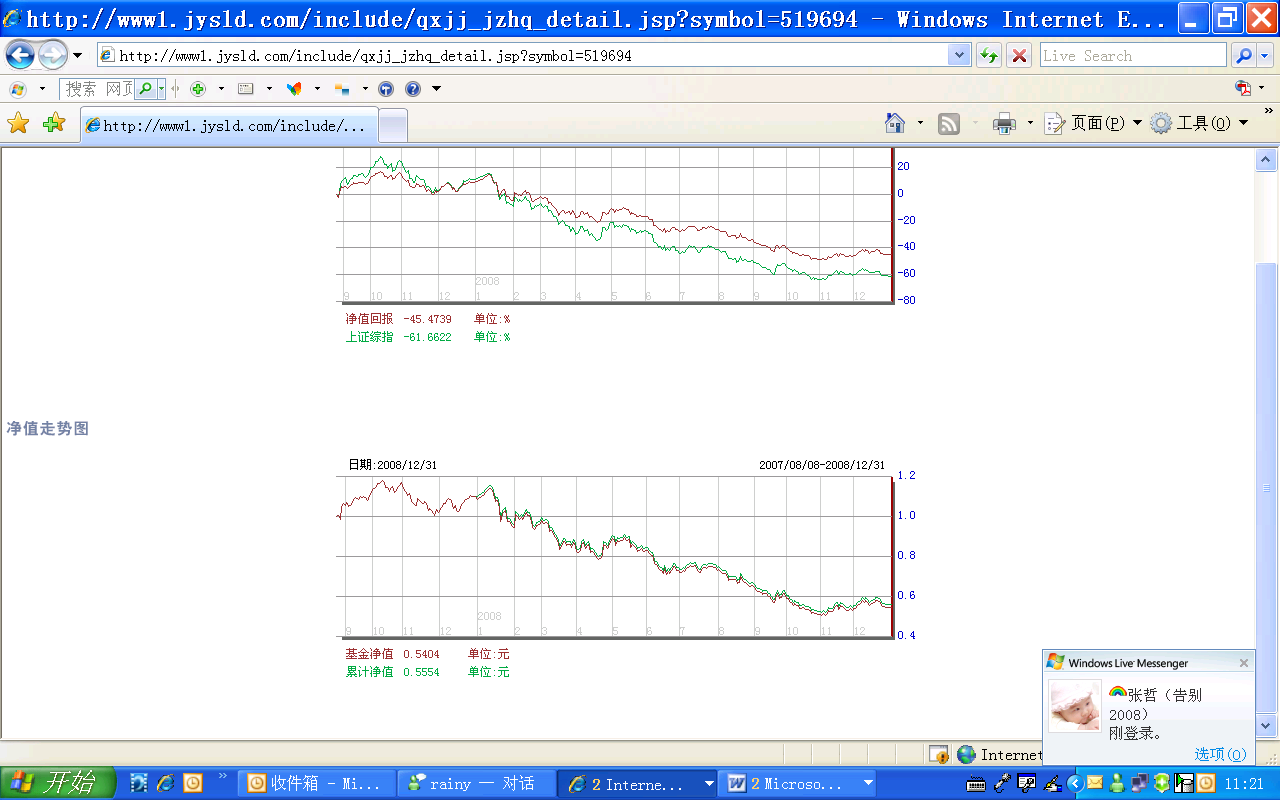 http://www1.jysld.com/include/qxjj_jzhq_detail.jsp?symbol=519694 - Windows Internet E...
http://www1.jysld.com/include/qxjj_jzhq_detail.jsp?symbol=519694
Live Search
搜索 网页
http://www1.jysld.com/include/...
页面(P)
工具(O)
20
0
-20
-40
-60
-80
2008
9 10 11 12 1 2 3 4 5 6 7 8 9 10 11 12
净值回报 -45.4739 单位:%
上证综指 -61.6622 单位:%
净值走势图
日期:2008/12/31 2007/08/08-2008/12/31
1.2
1.0
0.8
0.6
0.4
2008
9 10 11 12 1 2 3 4 5 6 7 8 9 10 11 12
基金净值 0.5404 单位:元
累计净值 0.5554 单位:元
Windows Live Messenger
张哲（告别
2008）
刚登录。
选项(O)
Internet
开始
收件箱 - Mi...
rainy — 对话
2 Interne...
2 Microso...
11:21